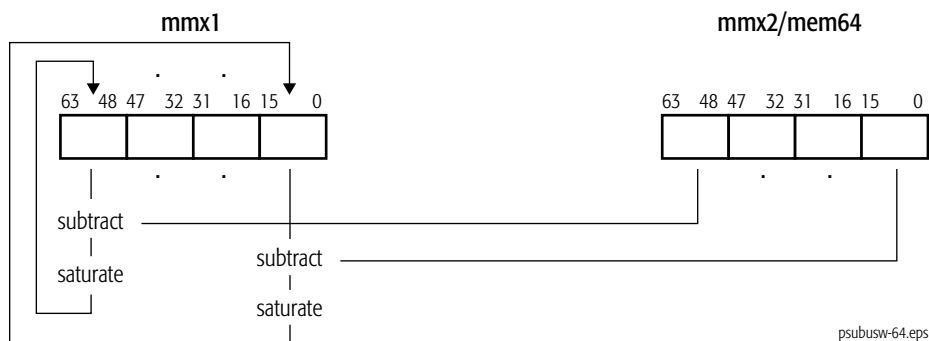 mmx1 mmx2/mem64
. . 
63 48 47 32 31 16 15 0 63 48 47 32 31 16 15 0
. . . .
subtract
subtract
saturate
saturate
psubusw-64.eps